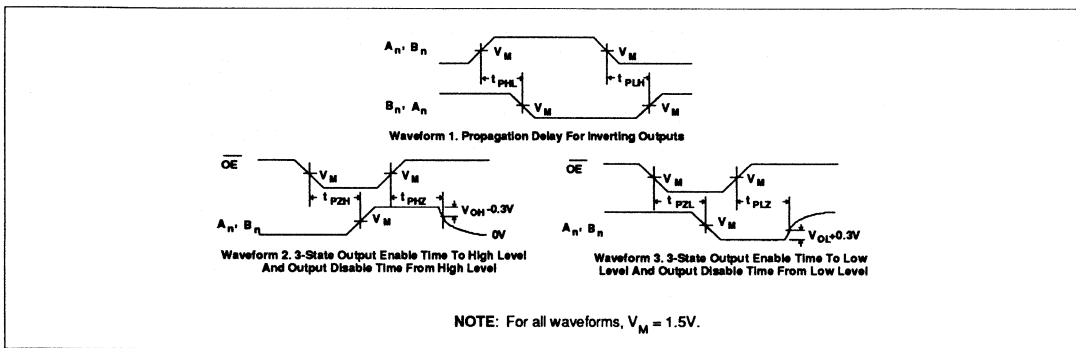 An, Bn
VM
VM
tPHL
tPLH
Bn, An
VM
VM
Waveform 1. Propagation Delay For Inverting Outputs
OE
VM
VM
tPZH
tPHZ
VOH-0.3V
An, Bn
VM
0V
Waveform 2. 3-State Output Enable Time To High Level
And Output Disable Time From High Level
OE
VM
VM
tPZL
tPLZ
An, Bn
VM
VOL+0.3V
Waveform 3. 3-State Output Enable Time To Low
Level And Output Disable Time From Low Level
NOTE: For all waveforms, VM = 1.5V.